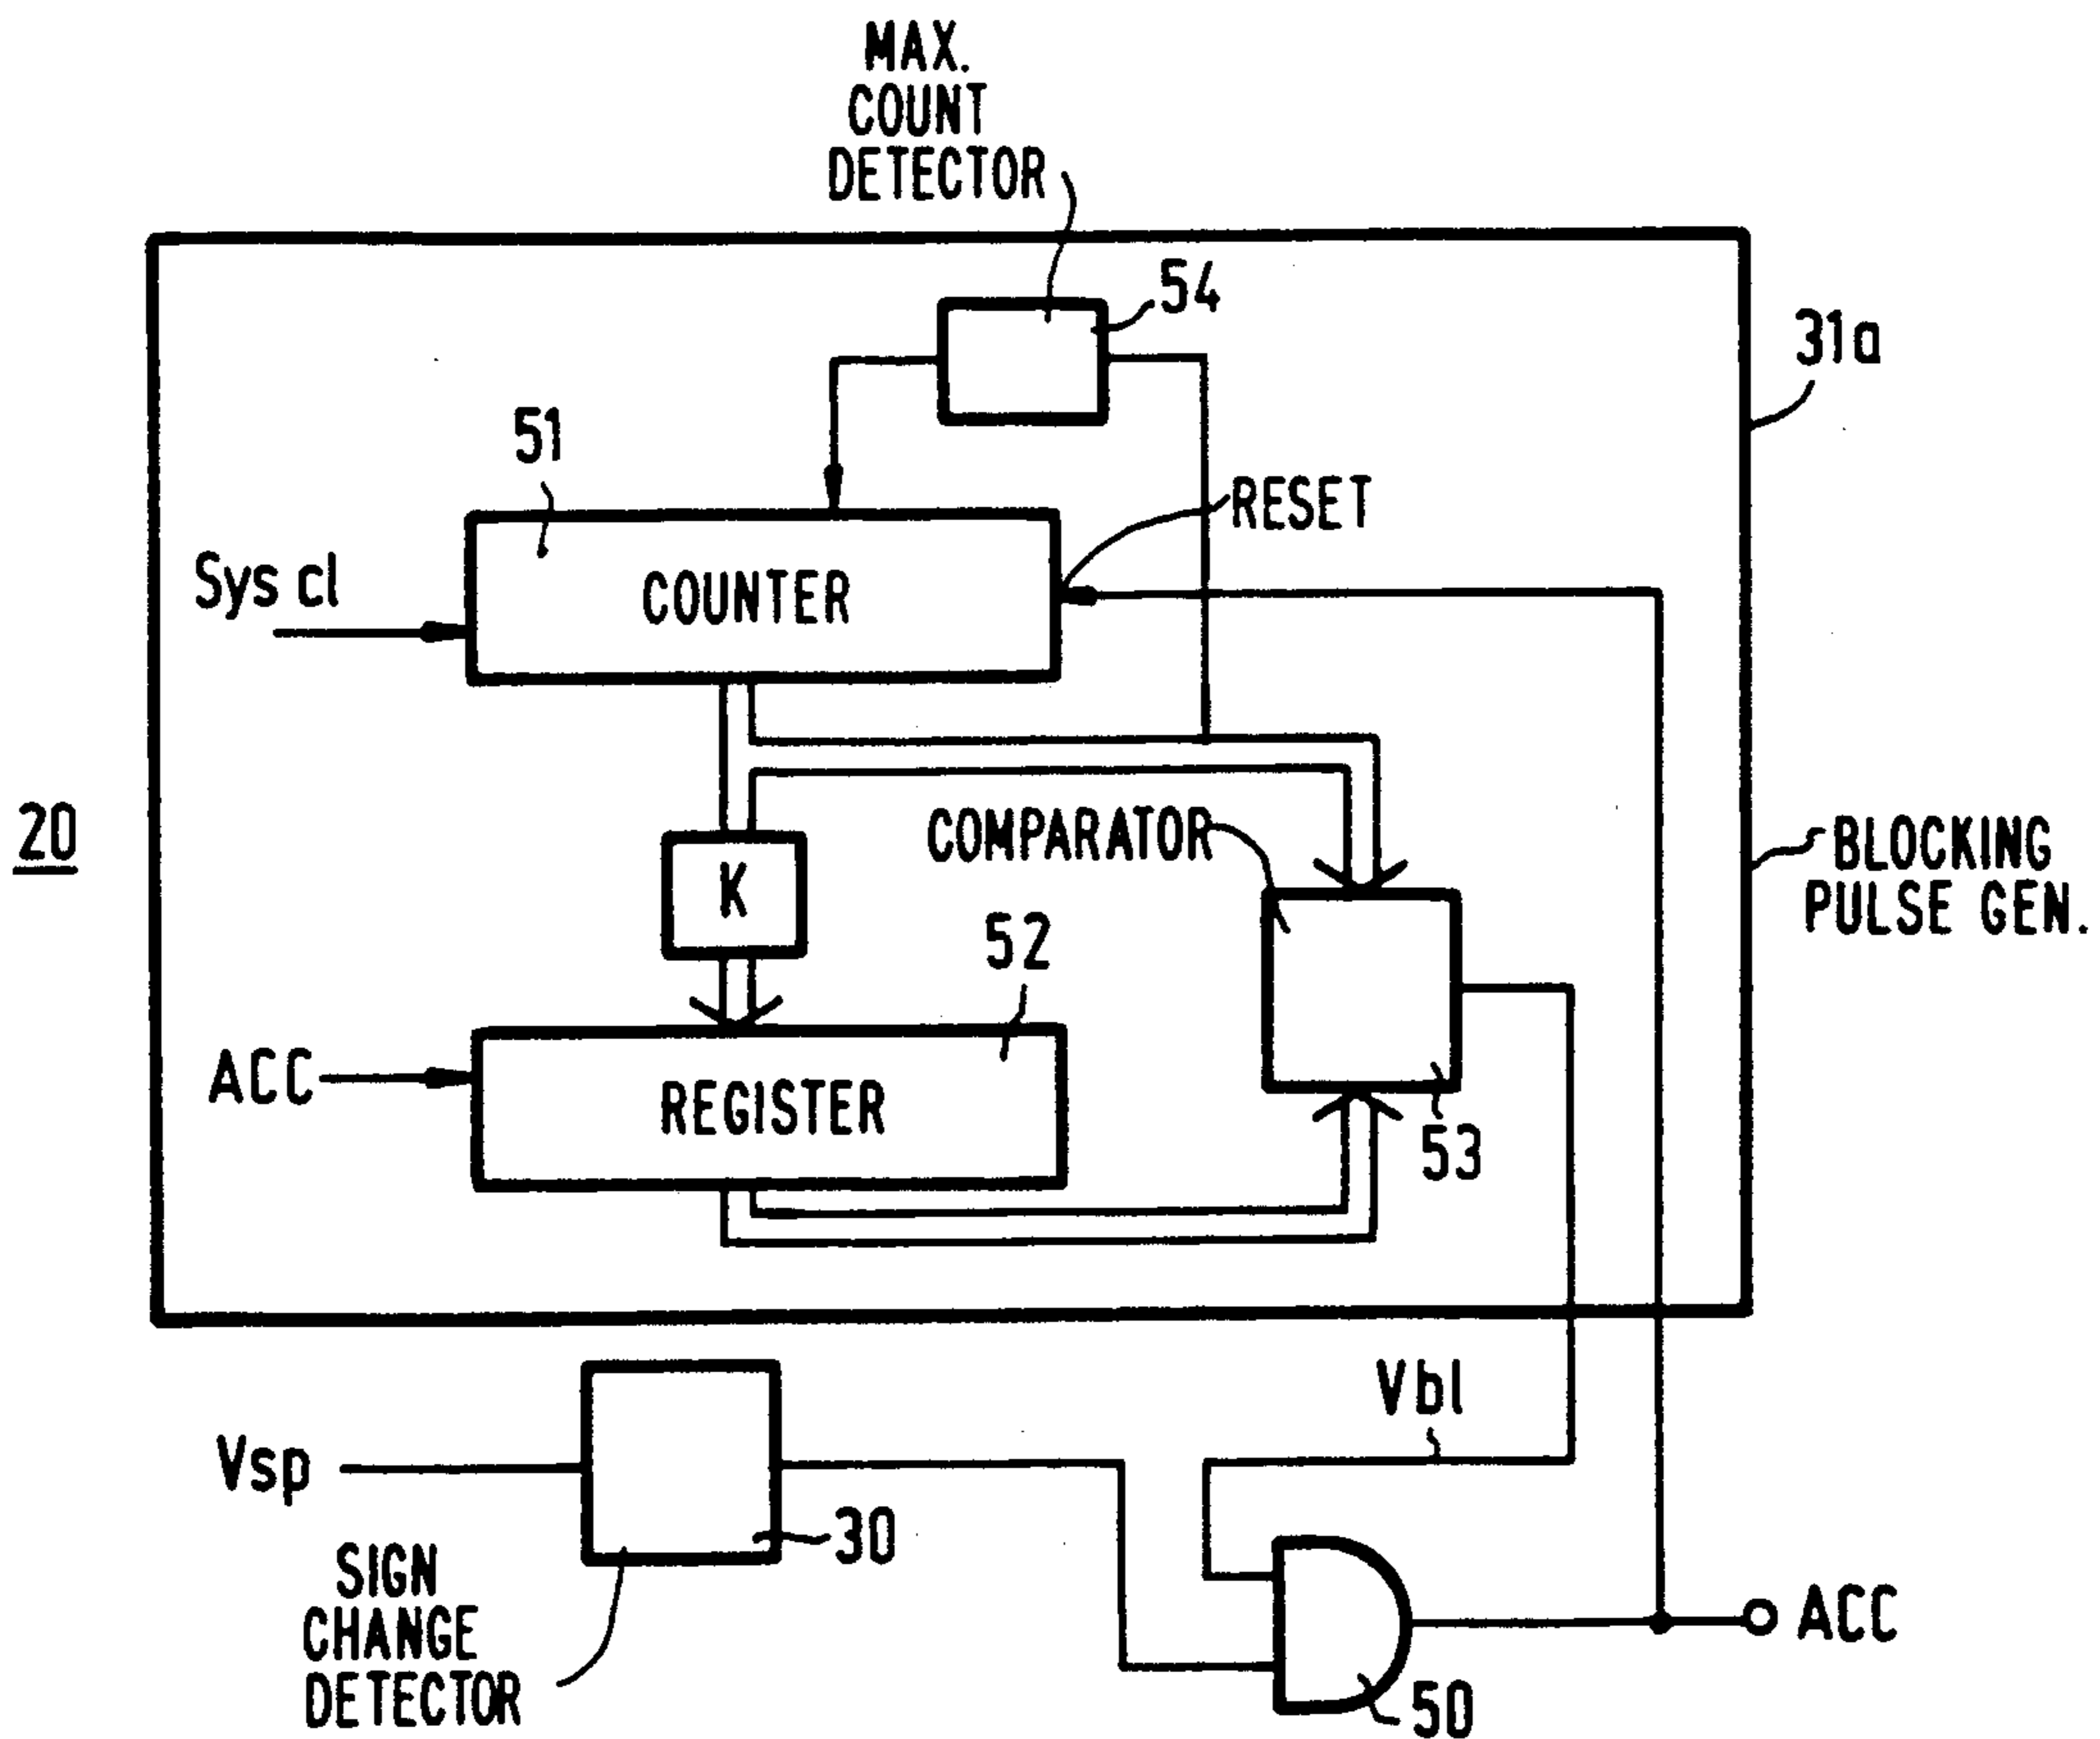 MAX.
COUNT
DETECTOR
54
31a
51
RESET
Sys cl
COUNTER
20
COMPARATOR
BLOCKING
PULSE GEN.
K
52
ACC
REGISTER
53
Vbl
Vsp
30
SIGN
CHANGE
DETECTOR
ACC
50